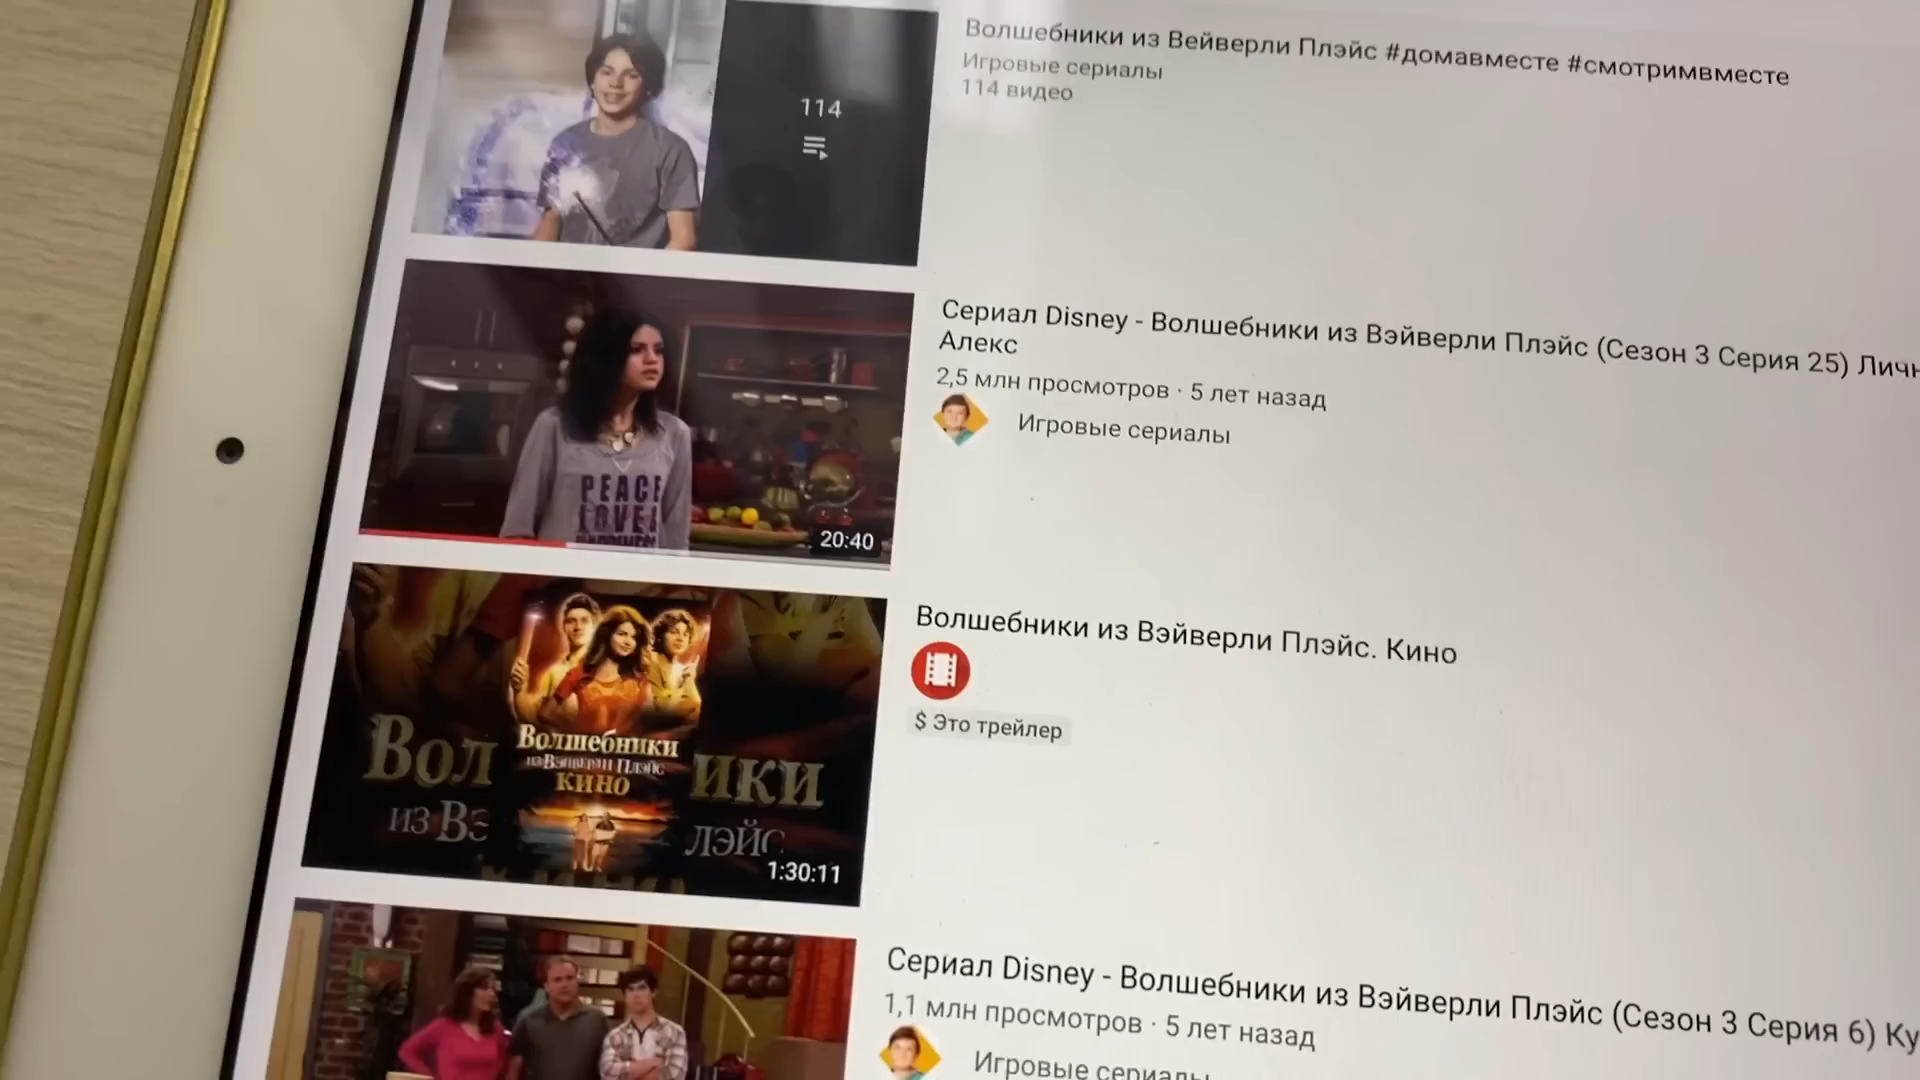 Волшебники из Вейверли Плэйс #домавместе #смотримвместе
Игровые сериалы
114 видео
114
Сериал Disney - Волшебники из Вэйверли Плэйс (Сезон 3 Серия 25)
Алекс
2,5 млн просмотров · 5 лет назад
Игровые сериалы
PEACE
LOVE
20:40
Волшебники из Вэйверли Плэйс. Кино
$ Это трейлер
Волшебники
из Вэйверли Плэйс
КИНО
1:30:11
Сериал Disney - Волшебники из Вэйверли Плэйс (Сезон 3 Серия 6)
1,1 млн просмотров · 5 лет назад
Игровые сериалы